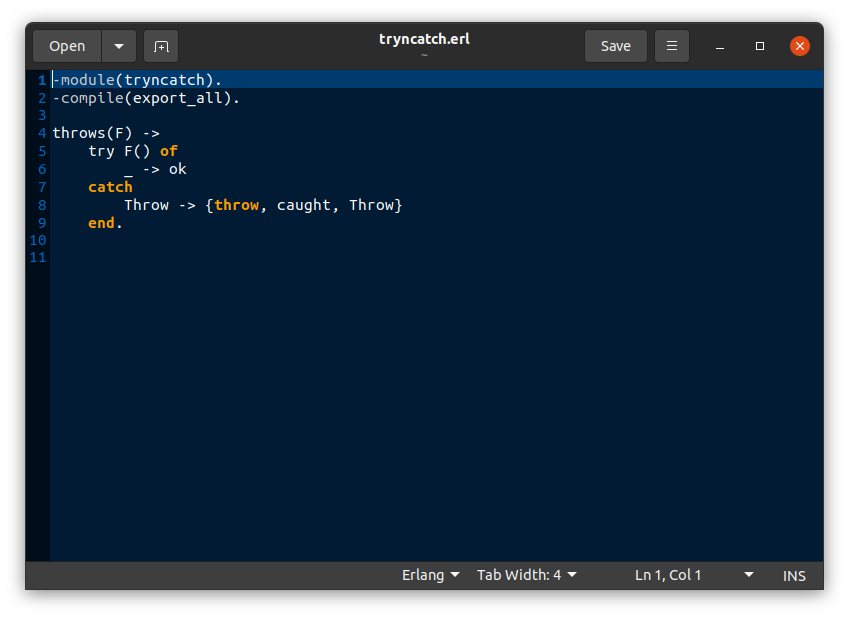 Open
tryncatch.erl
~
Save
1 -module(tryncatch).
2 -compile(export_all).
3
4 throws(F) ->
5     try F() of
6         _ -> ok
7     catch
8         Throw -> {throw, caught, Throw}
9     end.
10
11
Erlang
Tab Width: 4
Ln 1, Col 1
INS